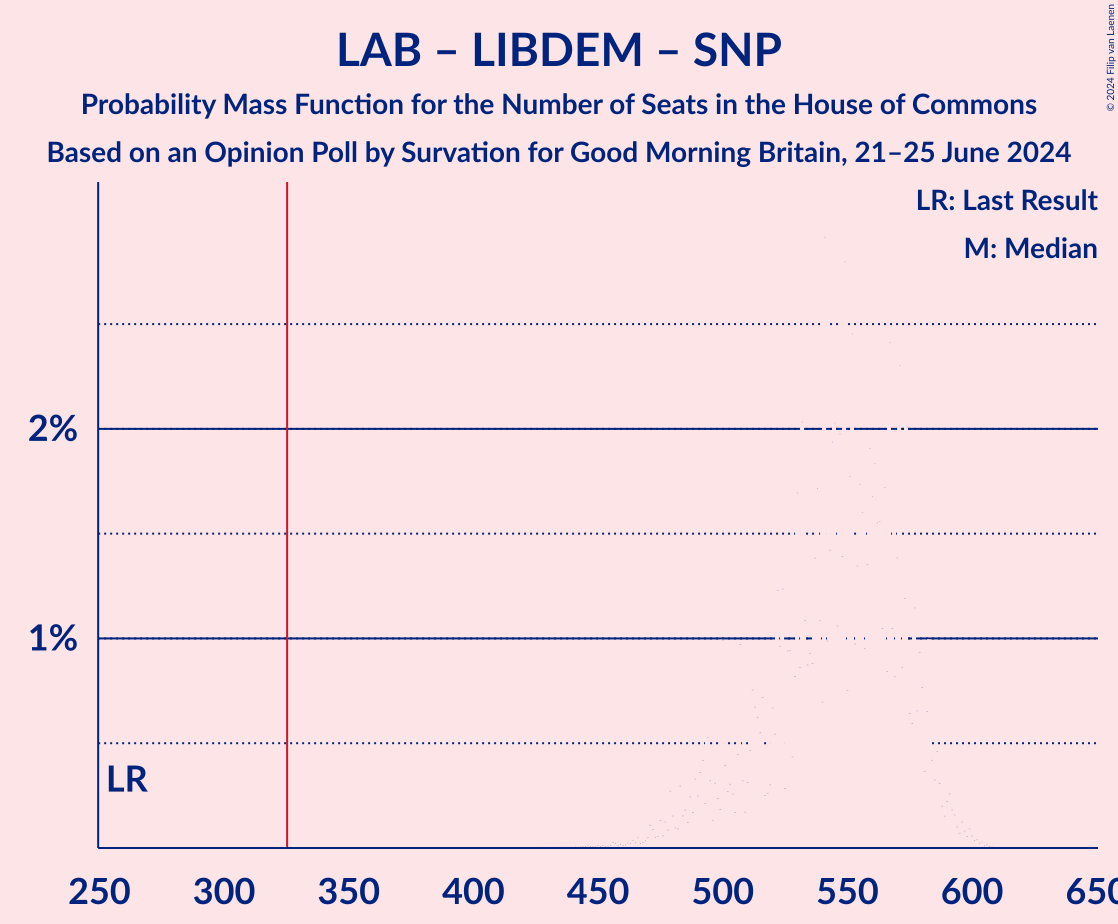 LAB – LIBDEM – SNP
Probability Mass Function for the Number of Seats in the House of Commons
Based on an Opinion Poll by Survation for Good Morning Britain, 21–25 June 2024
© 2024 Filip van Laenen
LR: Last Result
M: Median
2%
1%
LR
250 300 350 400 450 500 550 600 650